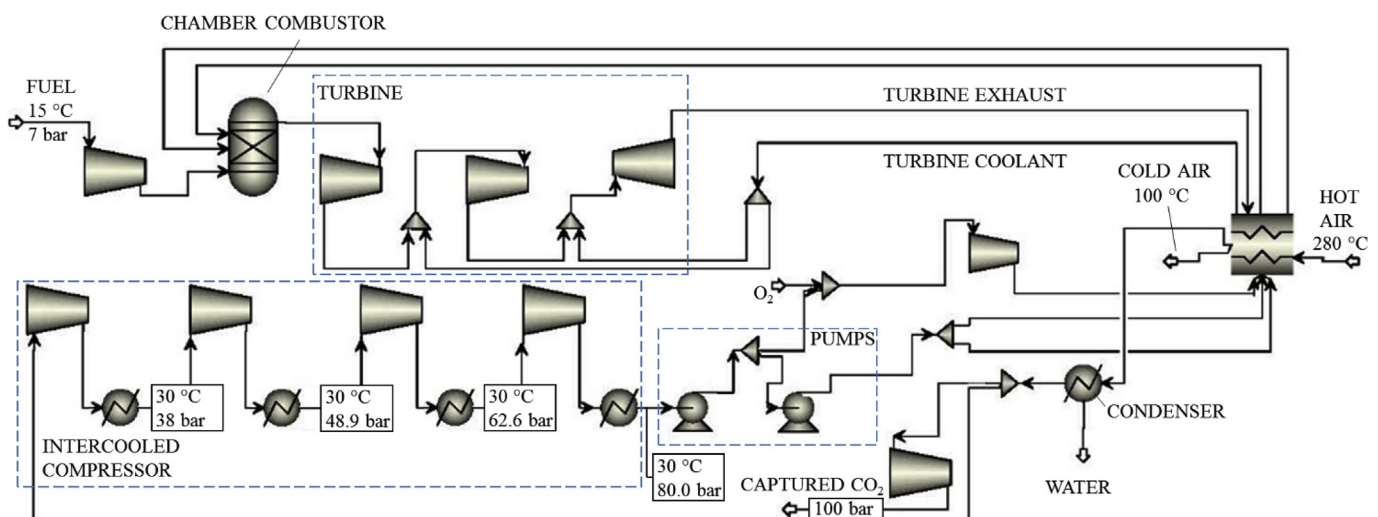 CHAMBER COMBUSTOR
FUEL
15 °C
7 bar
TURBINE
TURBINE EXHAUST
TURBINE COOLANT
COLD AIR
100 °C
HOT
AIR
280 °C
O₂
PUMPS
30 °C
38 bar
30 °C
48.9 bar
30 °C
62.6 bar
INTERCOOLED
COMPRESSOR
30 °C
80.0 bar
CONDENSER
WATER
CAPTURED CO₂
100 bar